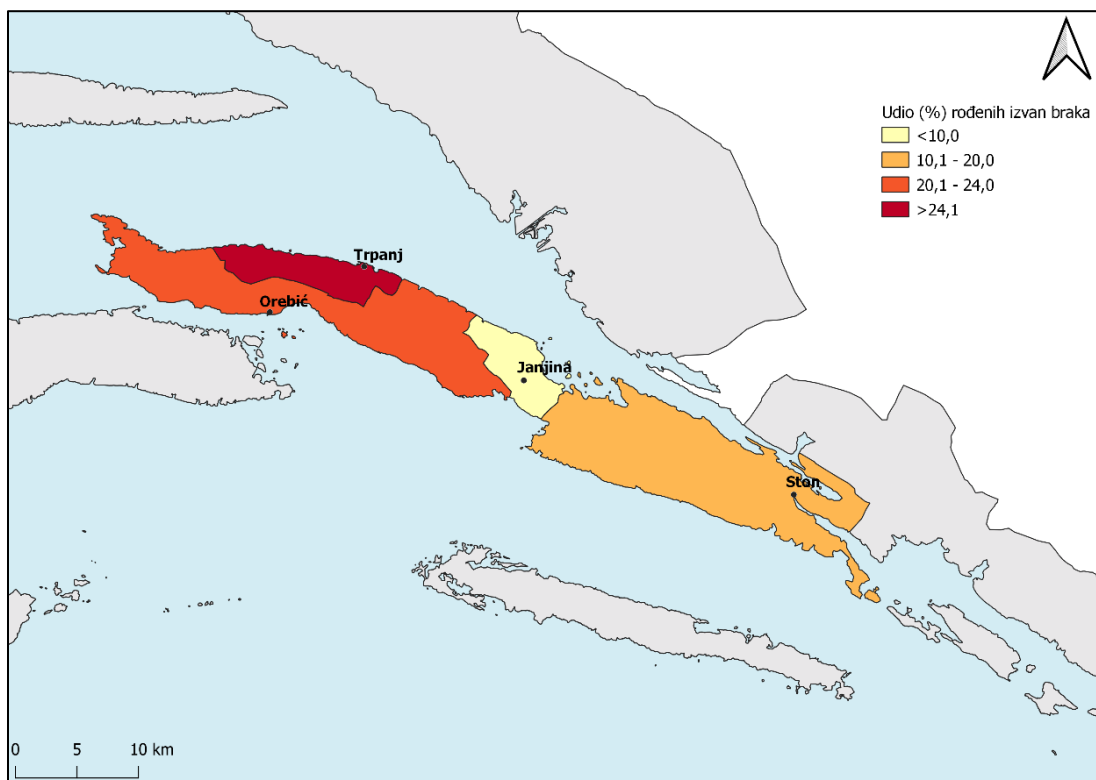 Udio (%) rođenih izvan braka
<10,0
10,1 - 20,0
20,1 - 24,0
>24,1
Trpanj
Orebić
Janjina
Ston
0 5 10 km